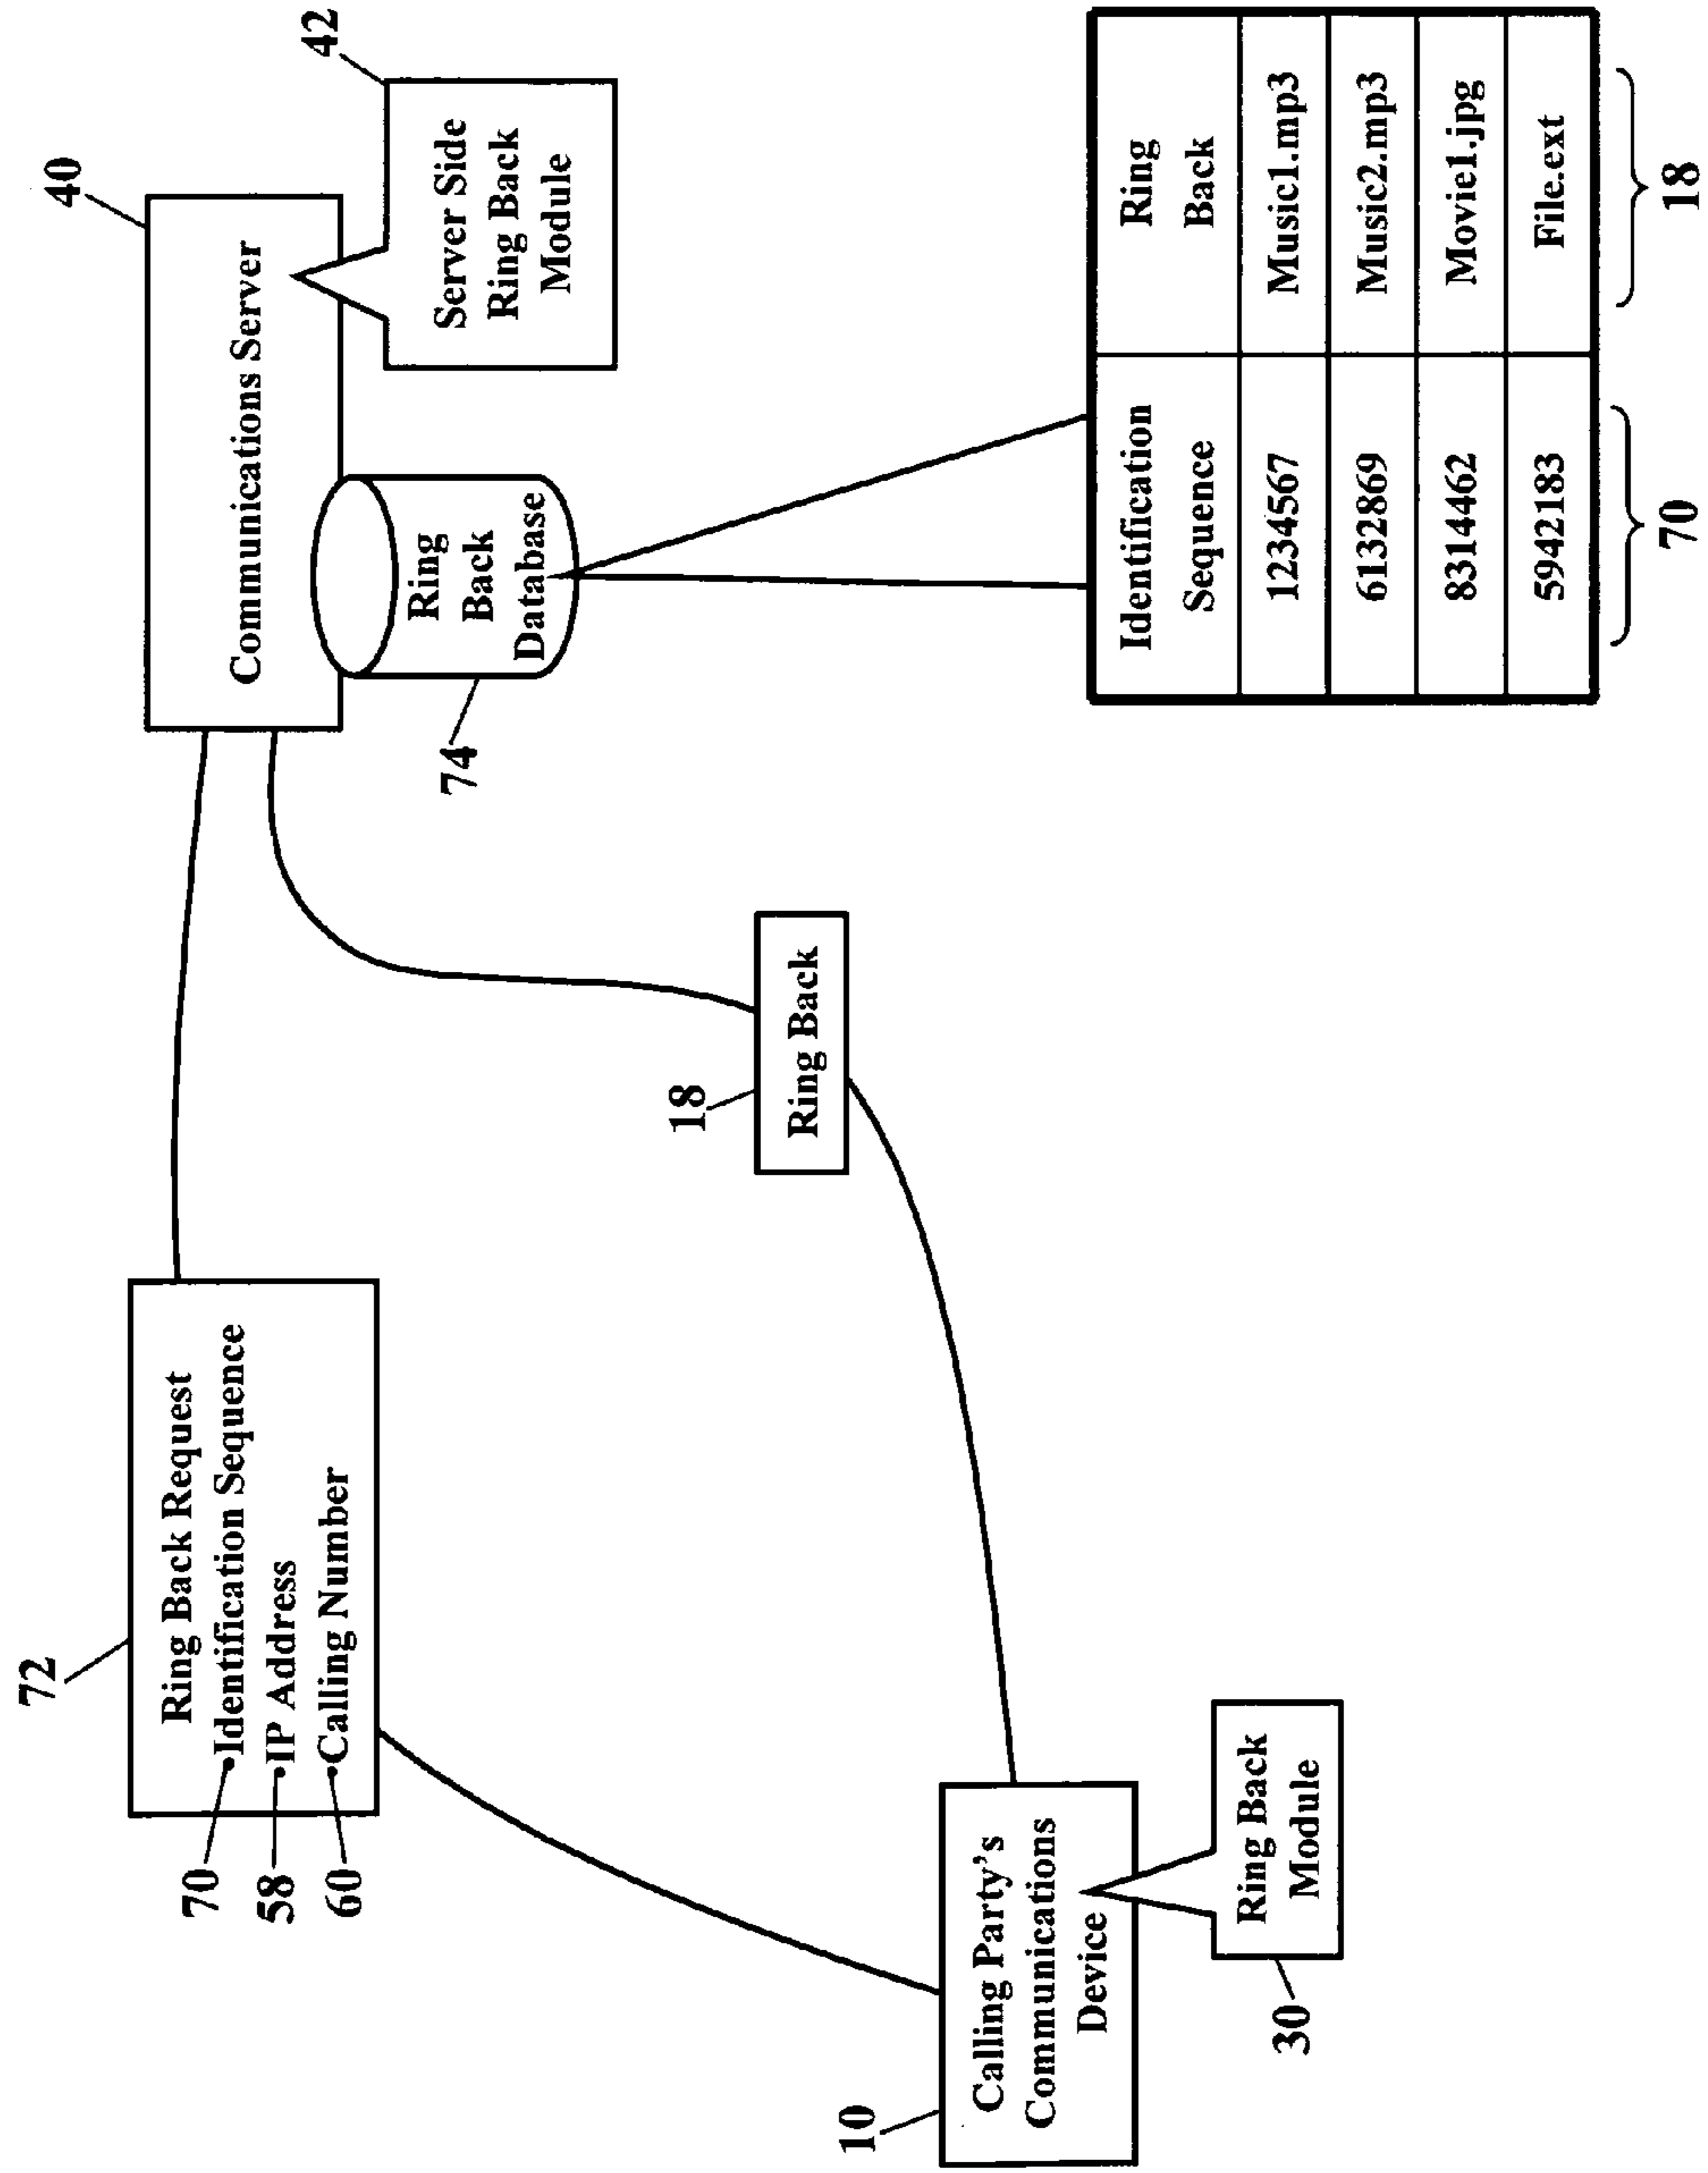 72
Ring Back Request
•Identification Sequence
•IP Address
•Calling Number
70
58
60
40
Communications Server
42
Server Side
Ring Back
Module
Ring
Back
Database
74
18
Ring Back
10
Calling Party's
Communications
Device
Ring Back
Module
30
Identification Sequence
Ring Back
1234567
Music1.mp3
6132869
Music2.mp3
8314462
Movie1.jpg
5942183
File.ext
70
18